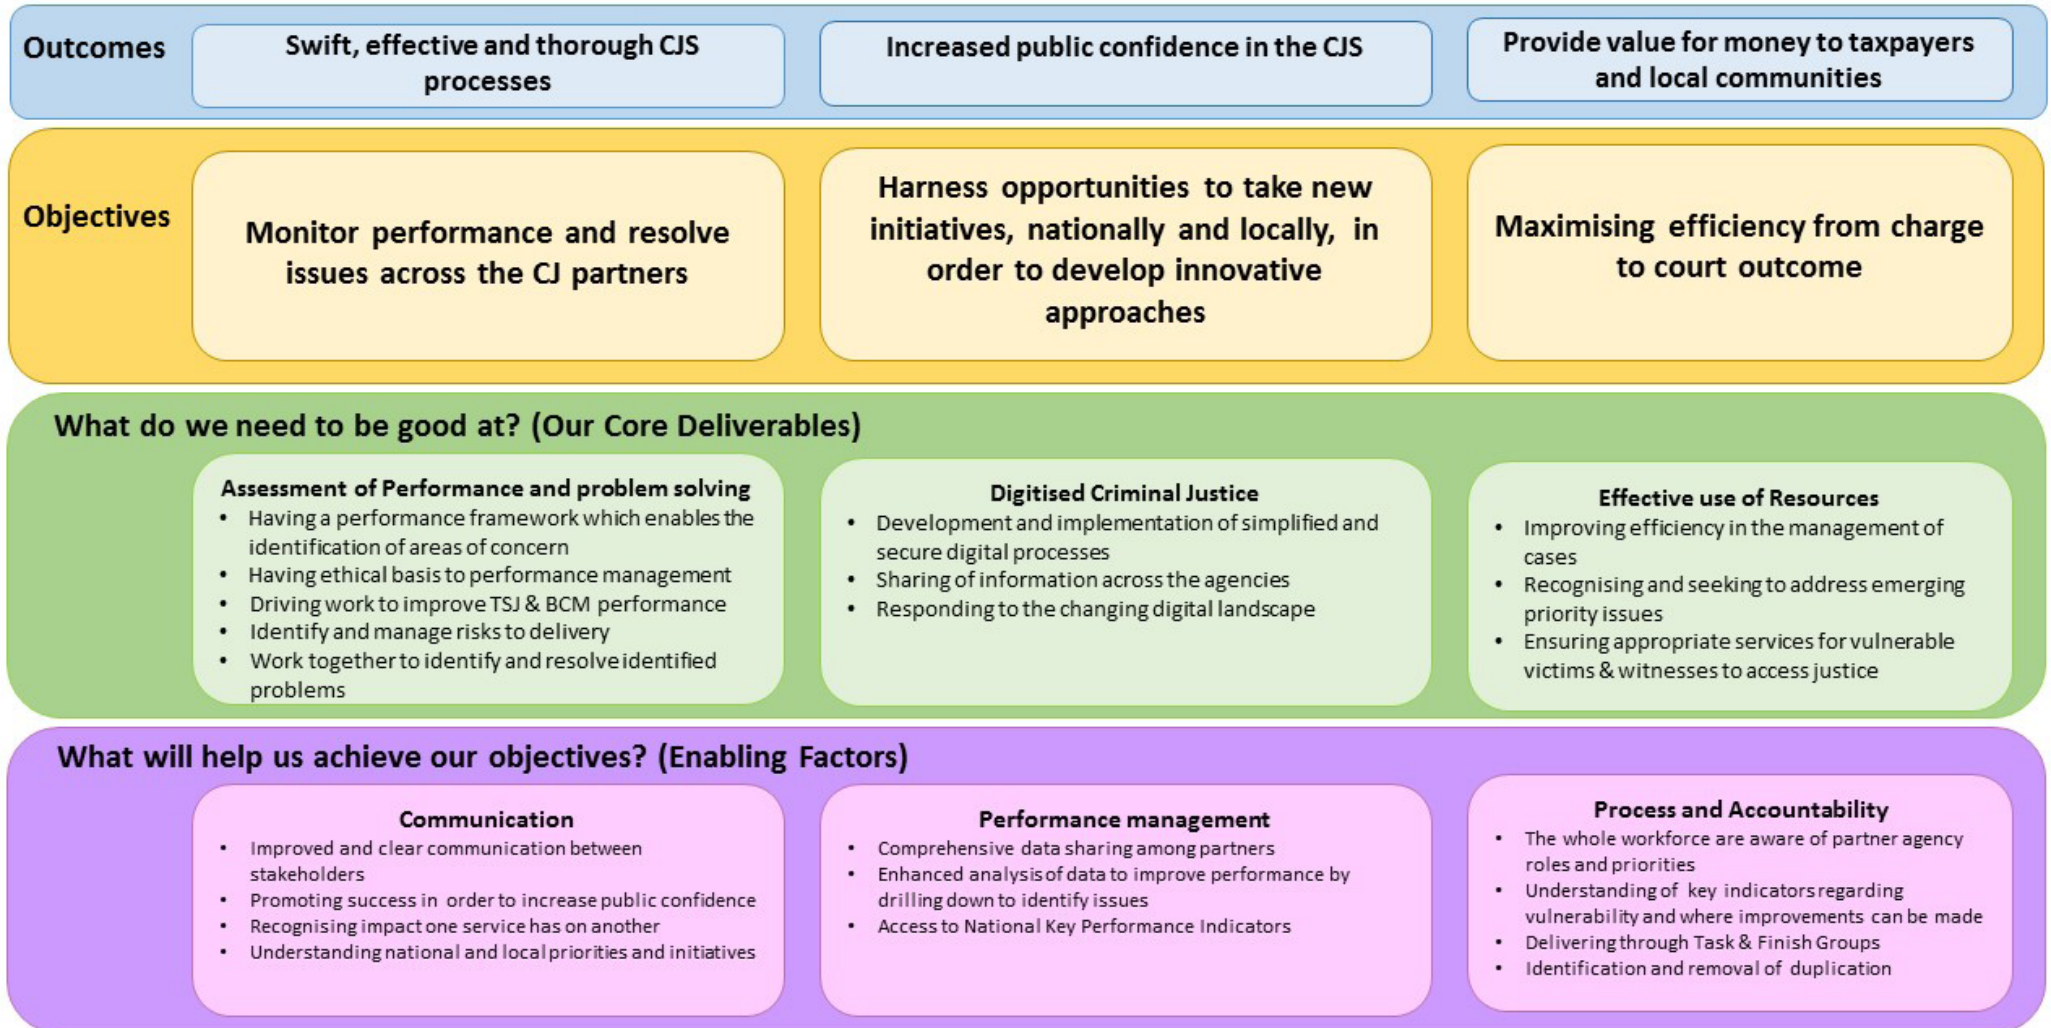 Outcomes
Swift, effective and thorough CJS
processes
Increased public confidence in the CJS
Provide value for money to taxpayers
and local communities
Objectives
Monitor performance and resolve
issues across the CJ partners
Harness opportunities to take new
initiatives, nationally and locally, in
order to develop innovative
approaches
Maximising efficiency from charge
to court outcome
What do we need to be good at? (Our Core Deliverables)
Assessment of Performance and problem solving
• Having a performance framework which enables the
identification of areas of concern
• Having ethical basis to performance management
• Driving work to improve TSJ & BCM performance
• Identify and manage risks to delivery
• Work together to identify and resolve identified
problems
Digitised Criminal Justice
• Development and implementation of simplified and
secure digital processes
• Sharing of information across the agencies
• Responding to the changing digital landscape
Effective use of Resources
• Improving efficiency in the management of
cases
• Recognising and seeking to address emerging
priority issues
• Ensuring appropriate services for vulnerable
victims & witnesses to access justice
What will help us achieve our objectives? (Enabling Factors)
Communication
• Improved and clear communication between
stakeholders
• Promoting success in order to increase public confidence
• Recognising impact one service has on another
• Understanding national and local priorities and initiatives
Performance management
• Comprehensive data sharing among partners
• Enhanced analysis of data to improve performance by
drilling down to identify issues
• Access to National Key Performance Indicators
Process and Accountability
• The whole workforce are aware of partner agency
roles and priorities
• Understanding of key indicators regarding
vulnerability and where improvements can be made
• Delivering through Task & Finish Groups
• Identification and removal of duplication